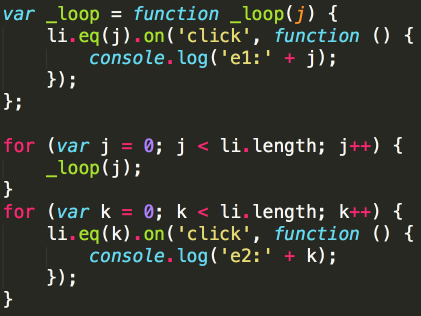 var _loop = function _loop(j) {
    li.eq(j).on('click', function () {
        console.log('e1:' + j);
    });
};

for (var j = 0; j < li.length; j++) {
    _loop(j);
}
for (var k = 0; k < li.length; k++) {
    li.eq(k).on('click', function () {
        console.log('e2:' + k);
    });
}